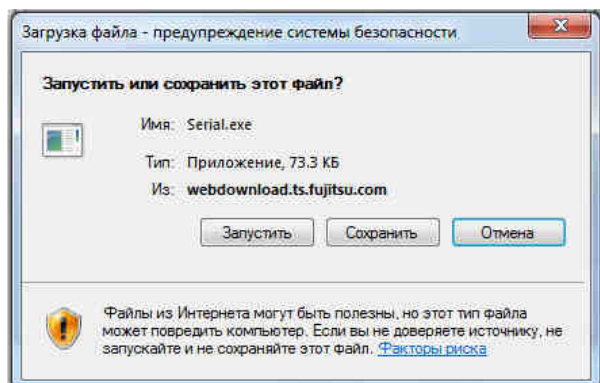 Загрузка файла - предупреждение системы безопасности
Запустить или сохранить этот файл?
Имя: Serial.exe
Тип: Приложение, 73.3 КБ
Из: webdownload.ts.fujitsu.com
Запустить Сохранить Отмена
Файлы из Интернета могут быть полезны, но этот тип файла
может повредить компьютер. Если вы не доверяете источнику, не
запускайте и не сохраняйте этот файл. Факторы риска